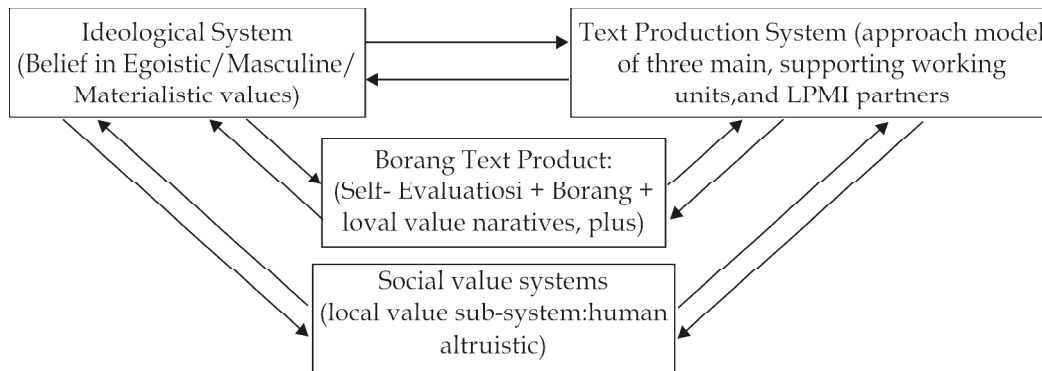 Ideological System
(Belief in Egoistic/Masculine/
Materialistic values)
Text Production System (approach model
of three main, supporting working
units,and LPMI partners
Borang Text Product:
(Self- Evaluatiosi + Borang +
loval value naratives, plus)
Social value systems
(local value sub-system:human
altruistic)